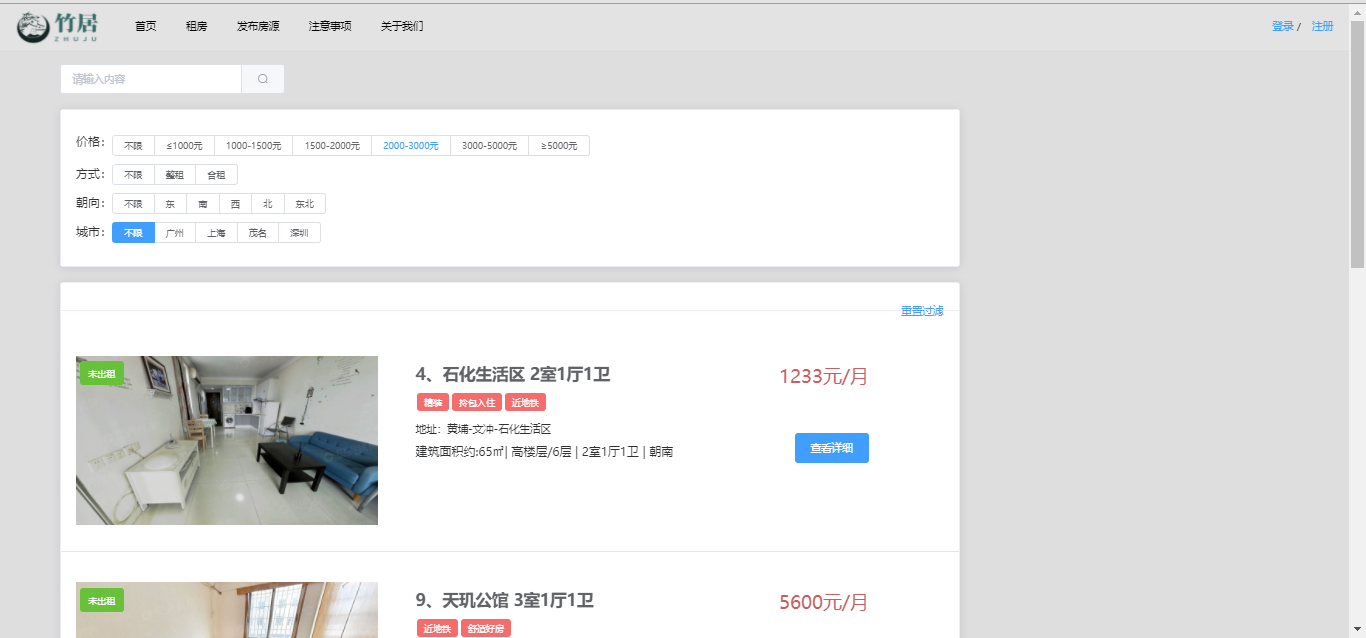 竹居 首页 租房 发布房源 注意事项 关于我们 登录 / 注册
ZHUJU
请输入内容
价格： 不限 ≤1000元 1000-1500元 1500-2000元 2000-3000元 3000-5000元 ≥5000元
方式： 不限 整租 合租
朝向： 不限 东 南 西 北 东北
城市： 不限 广州 上海 茂名 深圳
重置过滤
未出租
4、石化生活区 2室1厅1卫 1233元/月
精装 拎包入住 近地铁
地址：黄埔-文冲-石化生活区
查看详细
建筑面积约:65㎡| 高楼层/6层 | 2室1厅1卫 | 朝南
未出租
9、天玑公馆 3室1厅1卫 5600元/月
近地铁 舒适好房